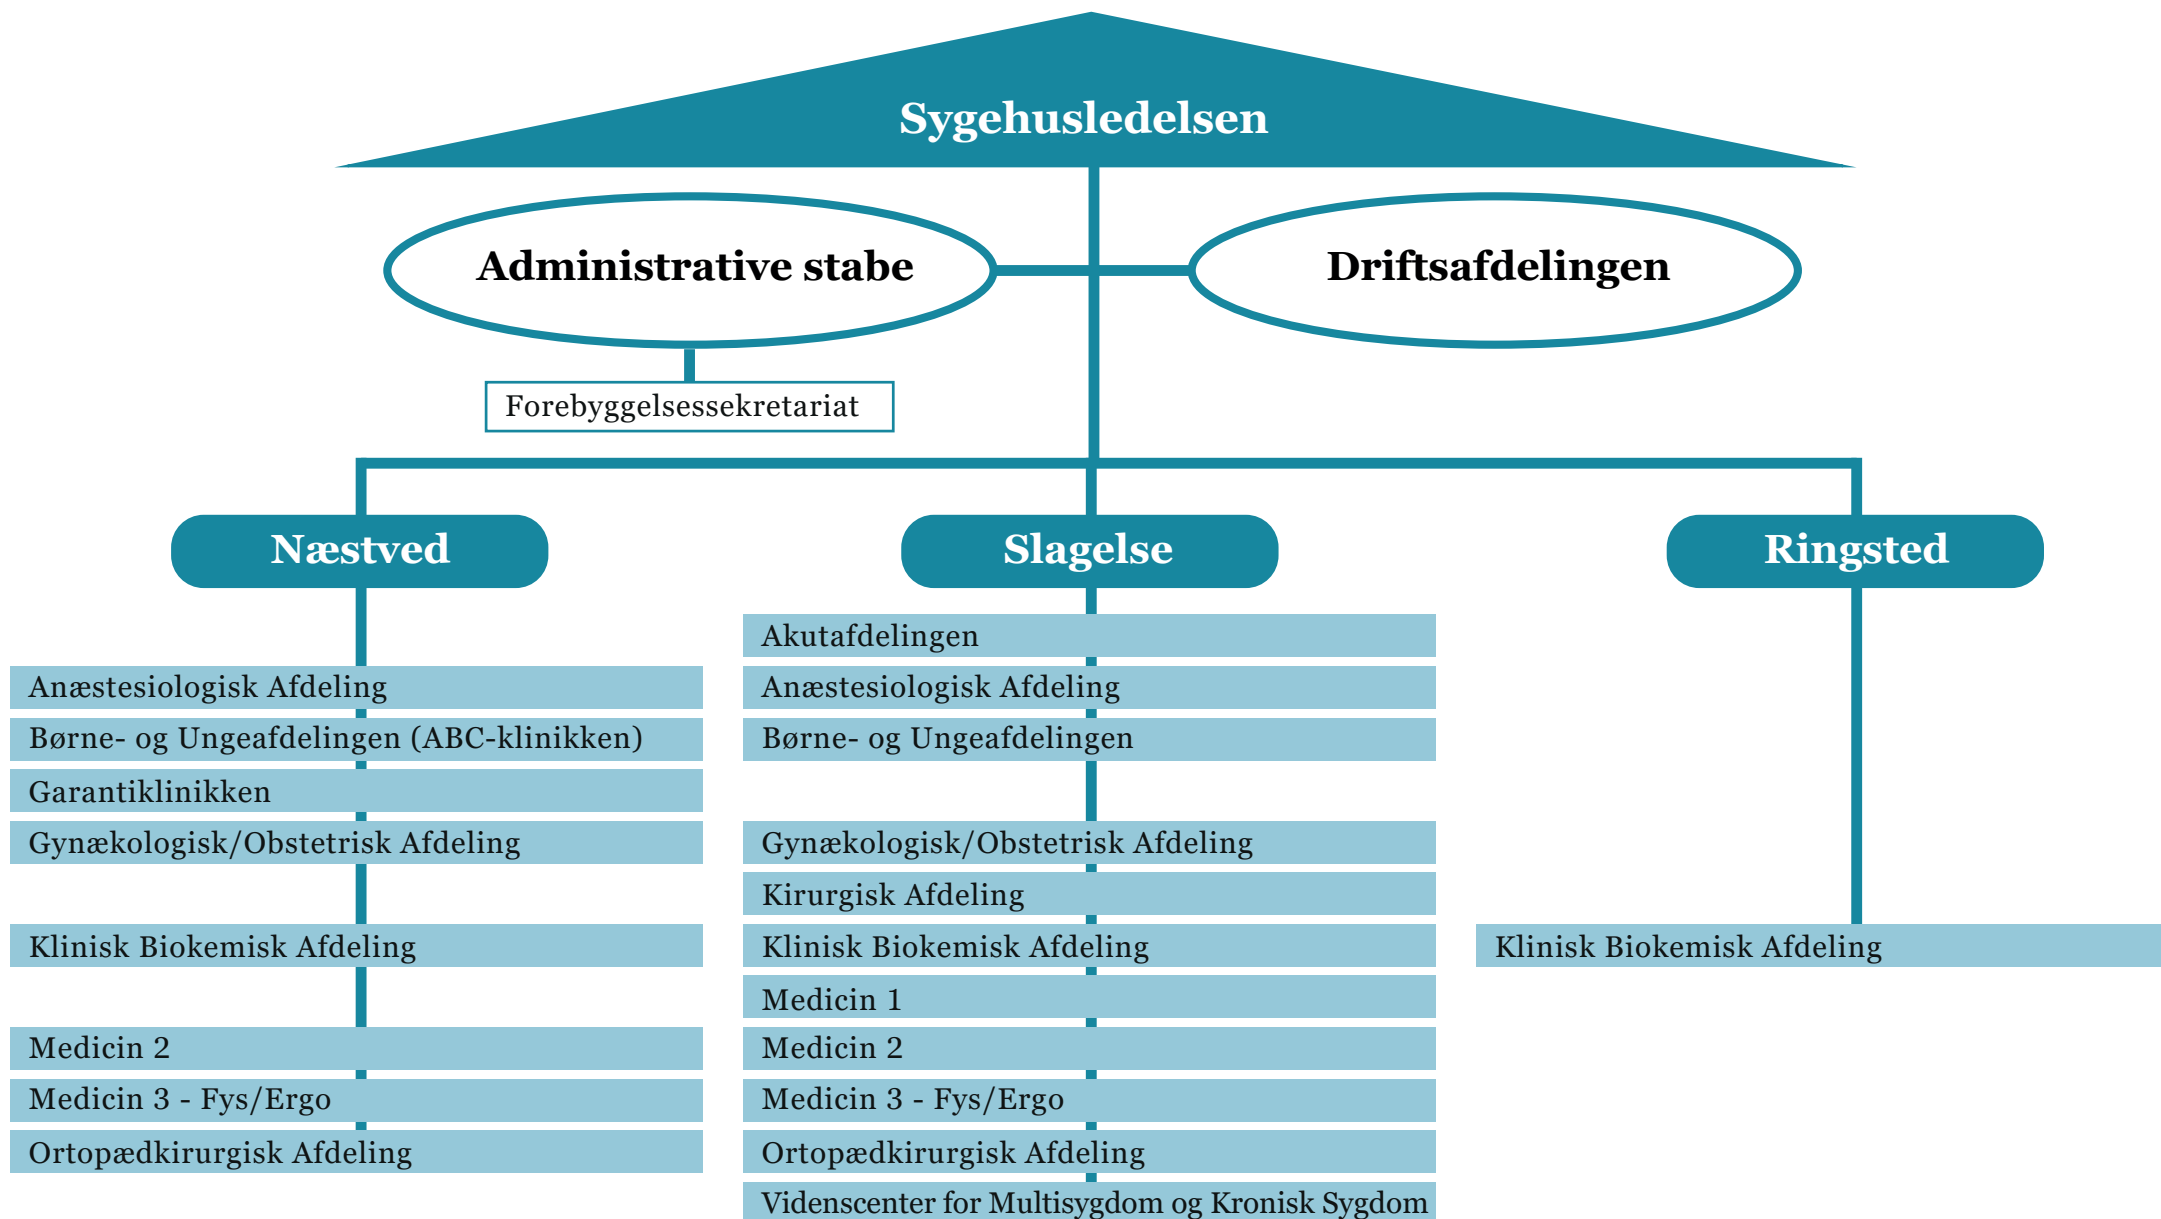 Sygehusledelsen
Administrative stabe
Driftsafdelingen
Forebyggelsessekretariat
Næstved
Anæstesiologisk Afdeling
Børne- og Ungeafdelingen (ABC-klinikken)
Garantiklinikken
Gynækologisk/Obstetrisk Afdeling
Klinisk Biokemisk Afdeling
Medicin 2
Medicin 3 - Fys/Ergo
Ortopædkirurgisk Afdeling
Slagelse
Akutafdelingen
Anæstesiologisk Afdeling
Børne- og Ungeafdelingen
Gynækologisk/Obstetrisk Afdeling
Kirurgisk Afdeling
Klinisk Biokemisk Afdeling
Medicin 1
Medicin 2
Medicin 3 - Fys/Ergo
Ortopædkirurgisk Afdeling
Videnscenter for Multisygdom og Kronisk Sygdom
Ringsted
Klinisk Biokemisk Afdeling